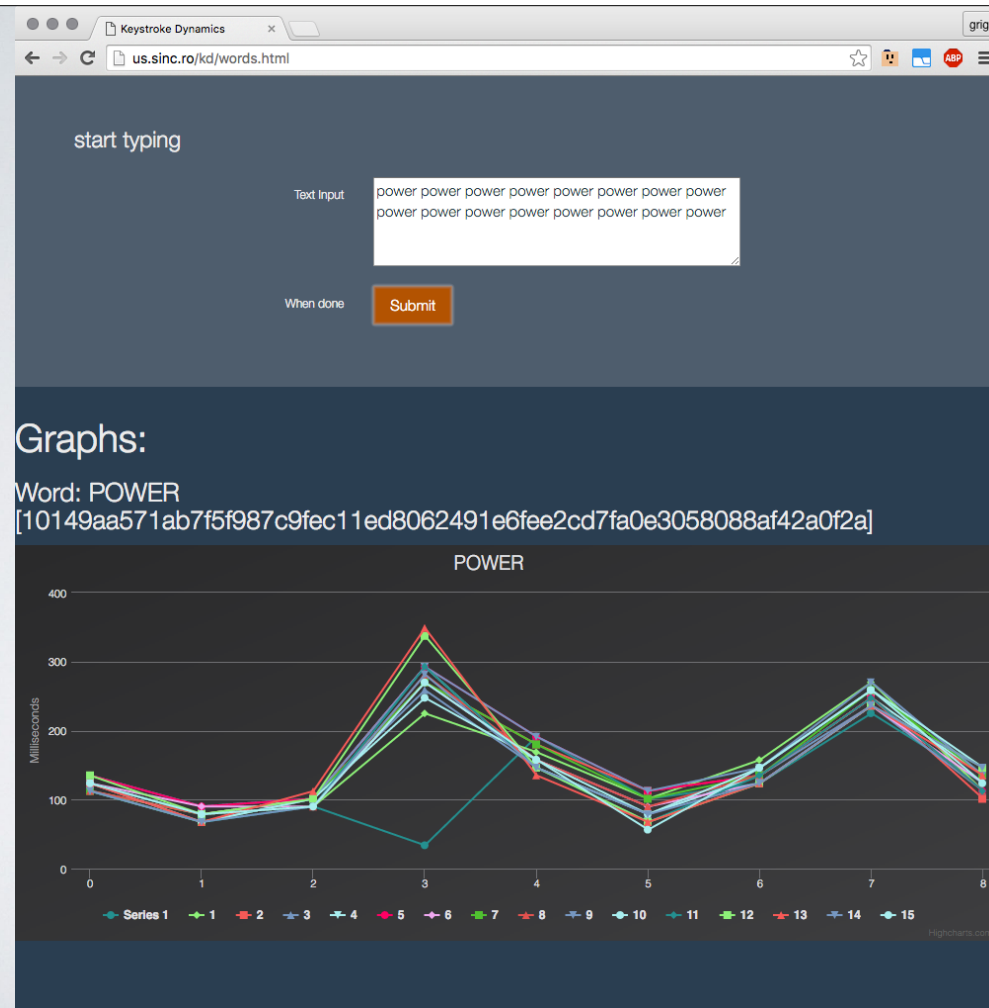 Keystroke Dynamics
grig
us.sinc.ro/kd/words.html
ABP
start typing
Text Input
power power power power power power power power
power power power power power power power power
When done
Submit
Graphs:
Word: POWER
[10149aa571ab7f5f987c9fec11ed8062491e6fee2cd7fa0e3058088af42a0f2a]
POWER
400
300
200
100
0
Milliseconds
0 1 2 3 4 5 6 7 8
Series 1 1 2 3 4 5 6 7 8 9 10 11 12 13 14 15
Highcharts.con